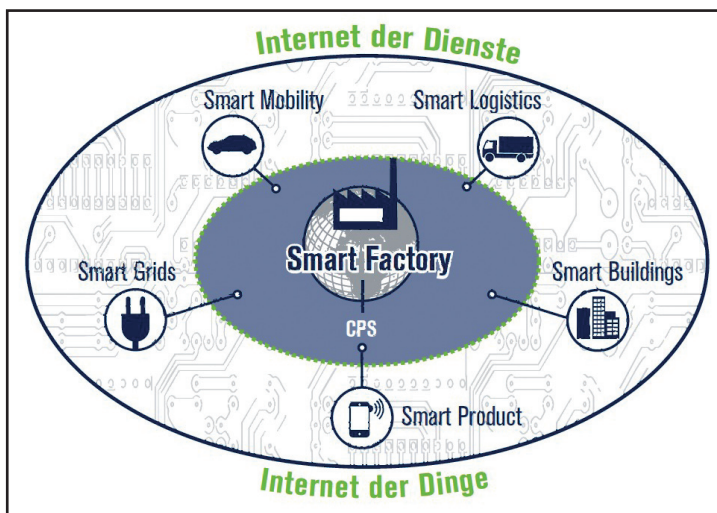 Internet der Dienste
Smart Mobility
Smart Logistics
Smart Factory
Smart Grids
Smart Buildings
CPS
Smart Product
Internet der Dinge